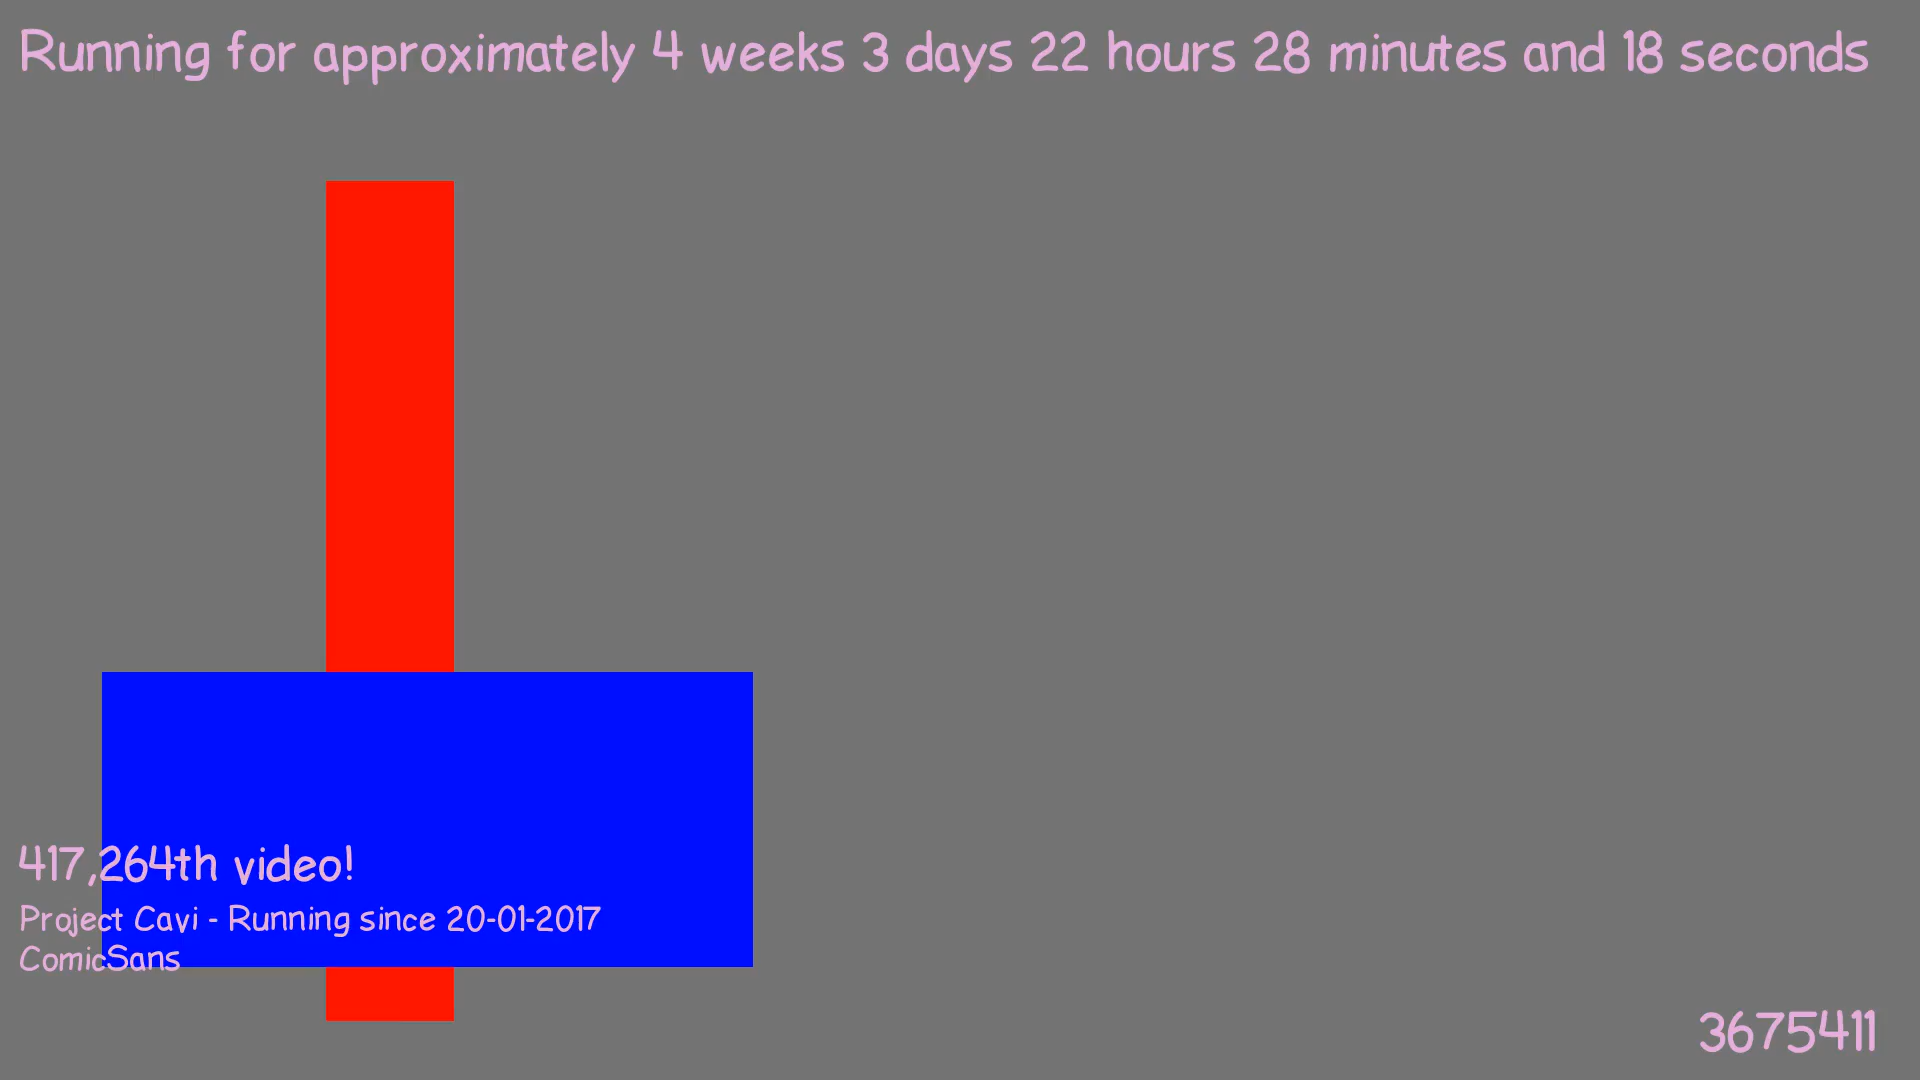 Running for approximately 4 weeks 3 days 22 hours 28 minutes and 18 seconds
417,264th video!
Project Cavi - Running since 20-01-2017
ComicSans
3675411